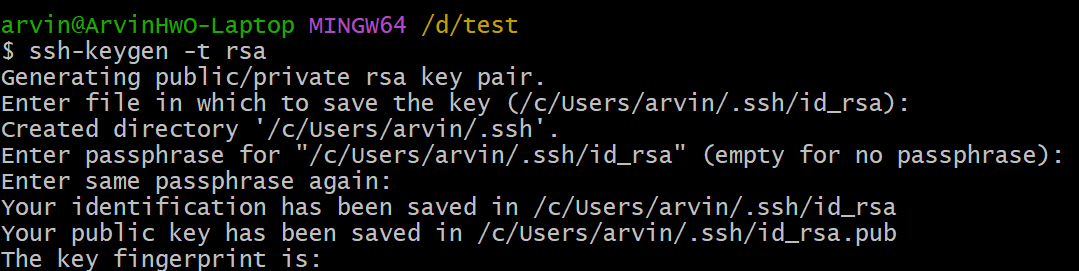 arvin@ArvinHwO-Laptop MINGW64 /d/test
$ ssh-keygen -t rsa
Generating public/private rsa key pair.
Enter file in which to save the key (/c/Users/arvin/.ssh/id_rsa):
Created directory '/c/Users/arvin/.ssh'.
Enter passphrase for "/c/Users/arvin/.ssh/id_rsa" (empty for no passphrase):
Enter same passphrase again:
Your identification has been saved in /c/Users/arvin/.ssh/id_rsa
Your public key has been saved in /c/Users/arvin/.ssh/id_rsa.pub
The key fingerprint is: